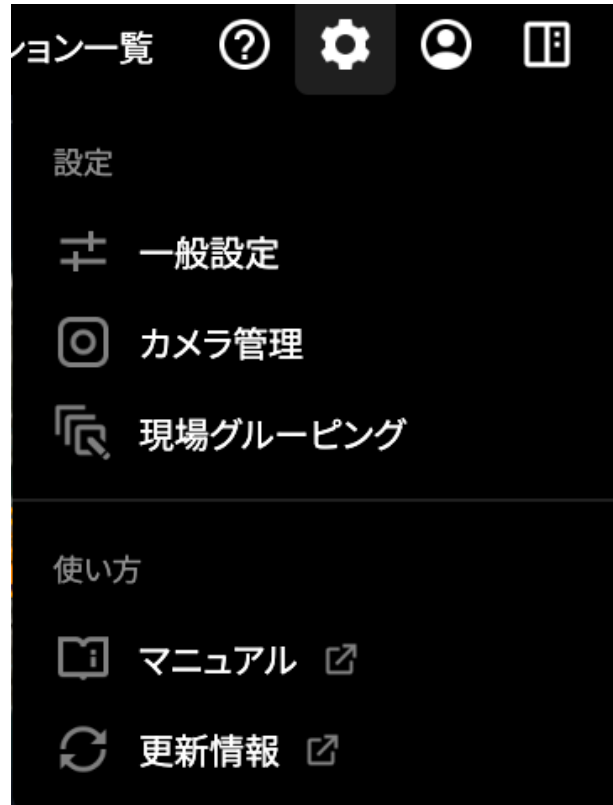 ション一覧
設定
一般設定
カメラ管理
現場グルーピング
使い方
マニュアル
更新情報